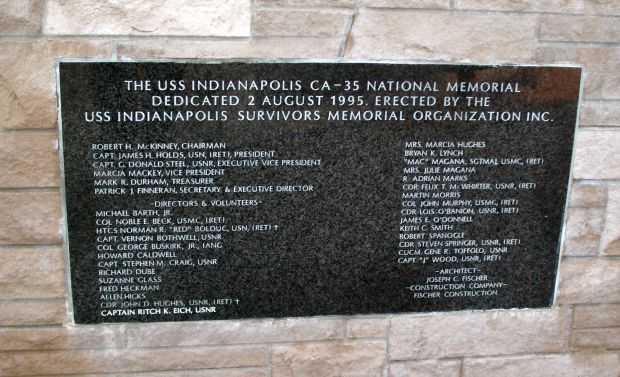 THE USS INDIANAPOLIS CA-35 NATIONAL MEMORIAL
DEDICATED 2 AUGUST 1995. ERECTED BY THE
USS INDIANAPOLIS SURVIVORS MEMORIAL ORGANIZATION INC.
ROBERT H. McKINNEY, CHAIRMAN
CAPT. JAMES H. HOLDS, USN, (RET), PRESIDENT
CAPT. G. DONALD STEEL, USNR, EXECUTIVE VICE PRESIDENT
MARCIA MACKEY, VICE PRESIDENT
MARK R. DURHAM, TREASURER
PATRICK J. FINNERAN, SECRETARY & EXECUTIVE DIRECTOR
-DIRECTORS & VOLUNTEERS-
MICHAEL BARTH, JR.
COL NOBLE E. BECK, USMC, (RET)
HTCS NORMAN R. "RED" BOLDUC, USN, (RET) †
CAPT. VERNON BOTHWELL, USNR
COL. GEORGE BUSKIRK, JR., IANG
HOWARD CALDWELL
CAPT. STEPHEN M. CRAIG, USNR
RICHARD DUBE
SUZANNE GLASS
FRED HECKMAN
ALLEN HICKS
CDR. JOHN D. HUGHES, USNR, (RET) †
CAPTAIN RITCH K. EICH, USNR
MRS. MARCIA HUGHES
BRYAN K. LYNCH
"MAC" MAGANA, SGTMAJ, USMC, (RET)
MRS. JULIE MAGANA
R. ADRIAN MARKS
CDR FELIX T. McWHIRTER, USNR, (RET)
MARTIN MORRIS
COL JOHN MURPHY, USMC, (RET)
CDR LOIS O'BANION, USNR, (RET)
JAMES E. O'DONNELL
KEITH C. SMITH
ROBERT SPANOGLE
CDR STEVEN SPRINGER, USNR, (RET)
CUCM. GENE R. TOFFOLO, USNR
CAPT. "J" WOOD, USNR, (RET)
-ARCHITECT-
JOSEPH C. FISCHER
-CONSTRUCTION COMPANY-
FISCHER CONSTRUCTION